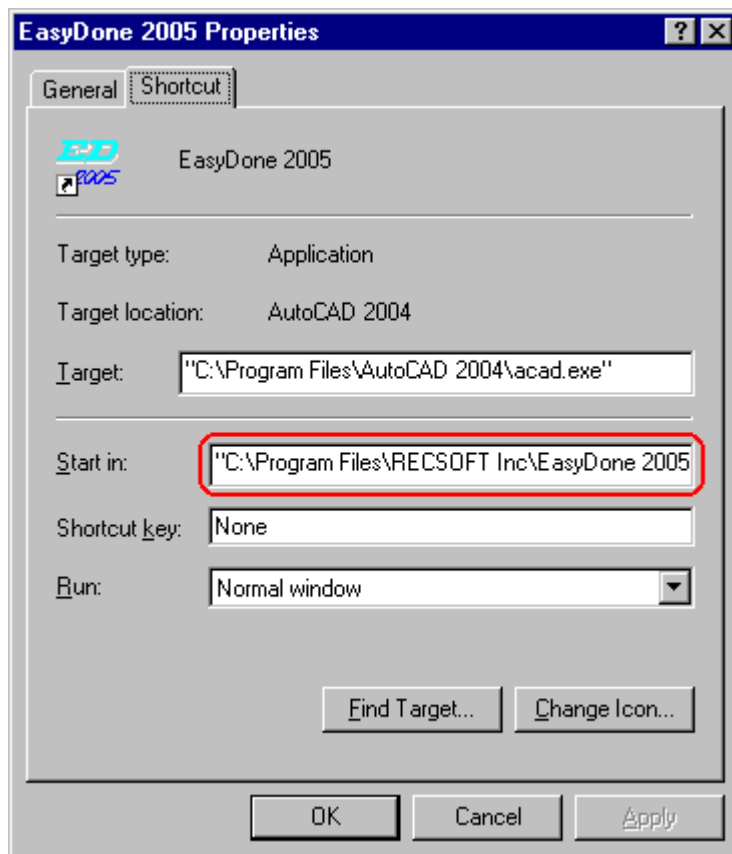 EasyDone 2005 Properties
General Shortcut
ED 2005
EasyDone 2005
Target type: Application
Target location: AutoCAD 2004
Target: "C:\Program Files\AutoCAD 2004\acad.exe"
Start in: "C:\Program Files\RECSOFT Inc\EasyDone 2005
Shortcut key: None
Run: Normal window
Find Target... Change Icon...
OK Cancel Apply